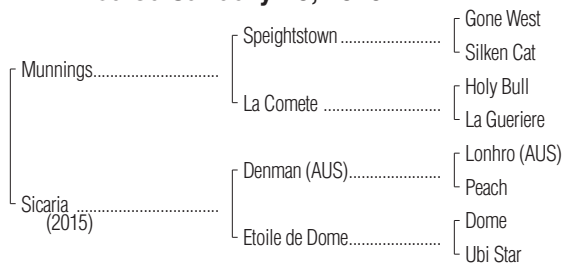 Gone West
Speightstown
Silken Cat
Munnings
Holy Bull
La Comete
La Gueriere
Lonhro (AUS)
Denman (AUS)
Peach
Sicaria
(2015)
Dome
Etoile de Dome
Ubi Star